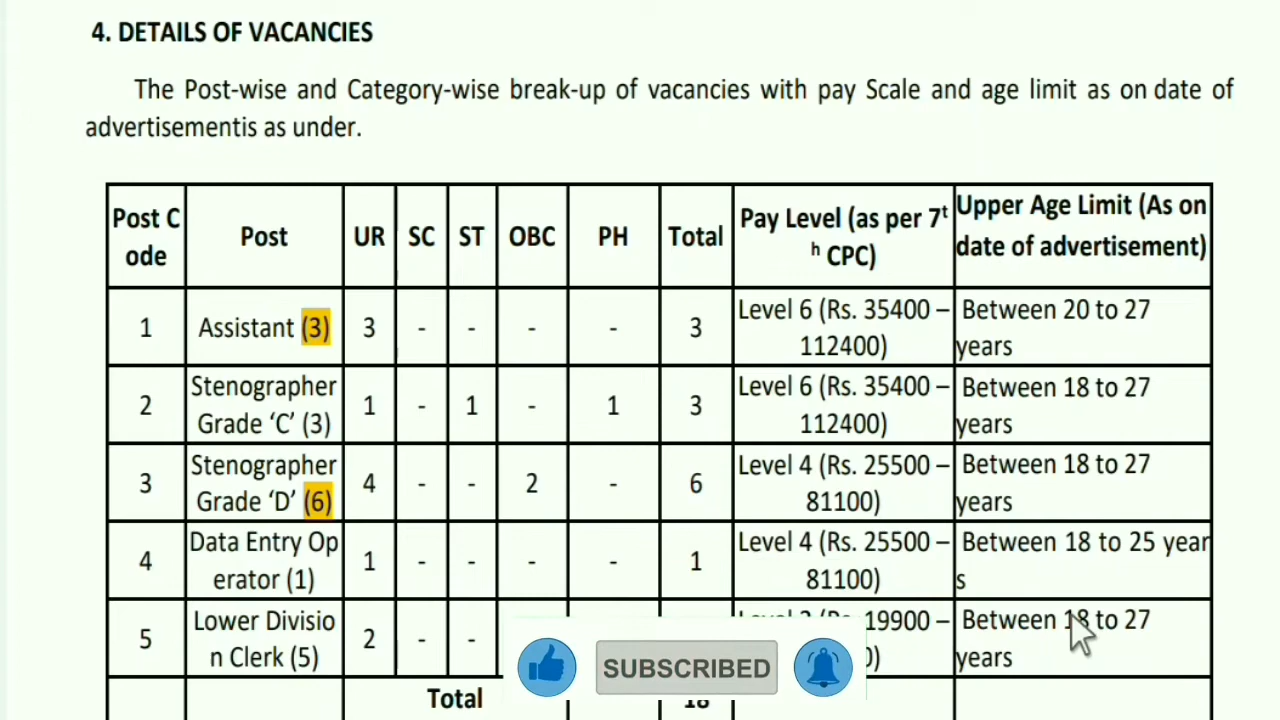 4. DETAILS OF VACANCIES
The Post-wise and Category-wise break-up of vacancies with pay Scale and age limit as on date of
advertisementis as under.
Post C
ode
Post
UR
SC
ST
OBC
PH
Total
Pay Level (as per 7t
h CPC)
Upper Age Limit (As on
date of advertisement)
1
Assistant (3)
3
-
-
-
-
3
Level 6 (Rs. 35400 –
112400)
Between 20 to 27
years
2
Stenographer
Grade ‘C’ (3)
1
-
1
-
1
3
Level 6 (Rs. 35400 –
112400)
Between 18 to 27
years
3
Stenographer
Grade ‘D’ (6)
4
-
-
2
-
6
Level 4 (Rs. 25500 –
81100)
Between 18 to 27
years
4
Data Entry Op
erator (1)
1
-
-
-
-
1
Level 4 (Rs. 25500 –
81100)
Between 18 to 25 year
s
5
Lower Divisio
n Clerk (5)
2
-
-
19900 –
Between 18 to 27
years
SUBSCRIBED
Total
18